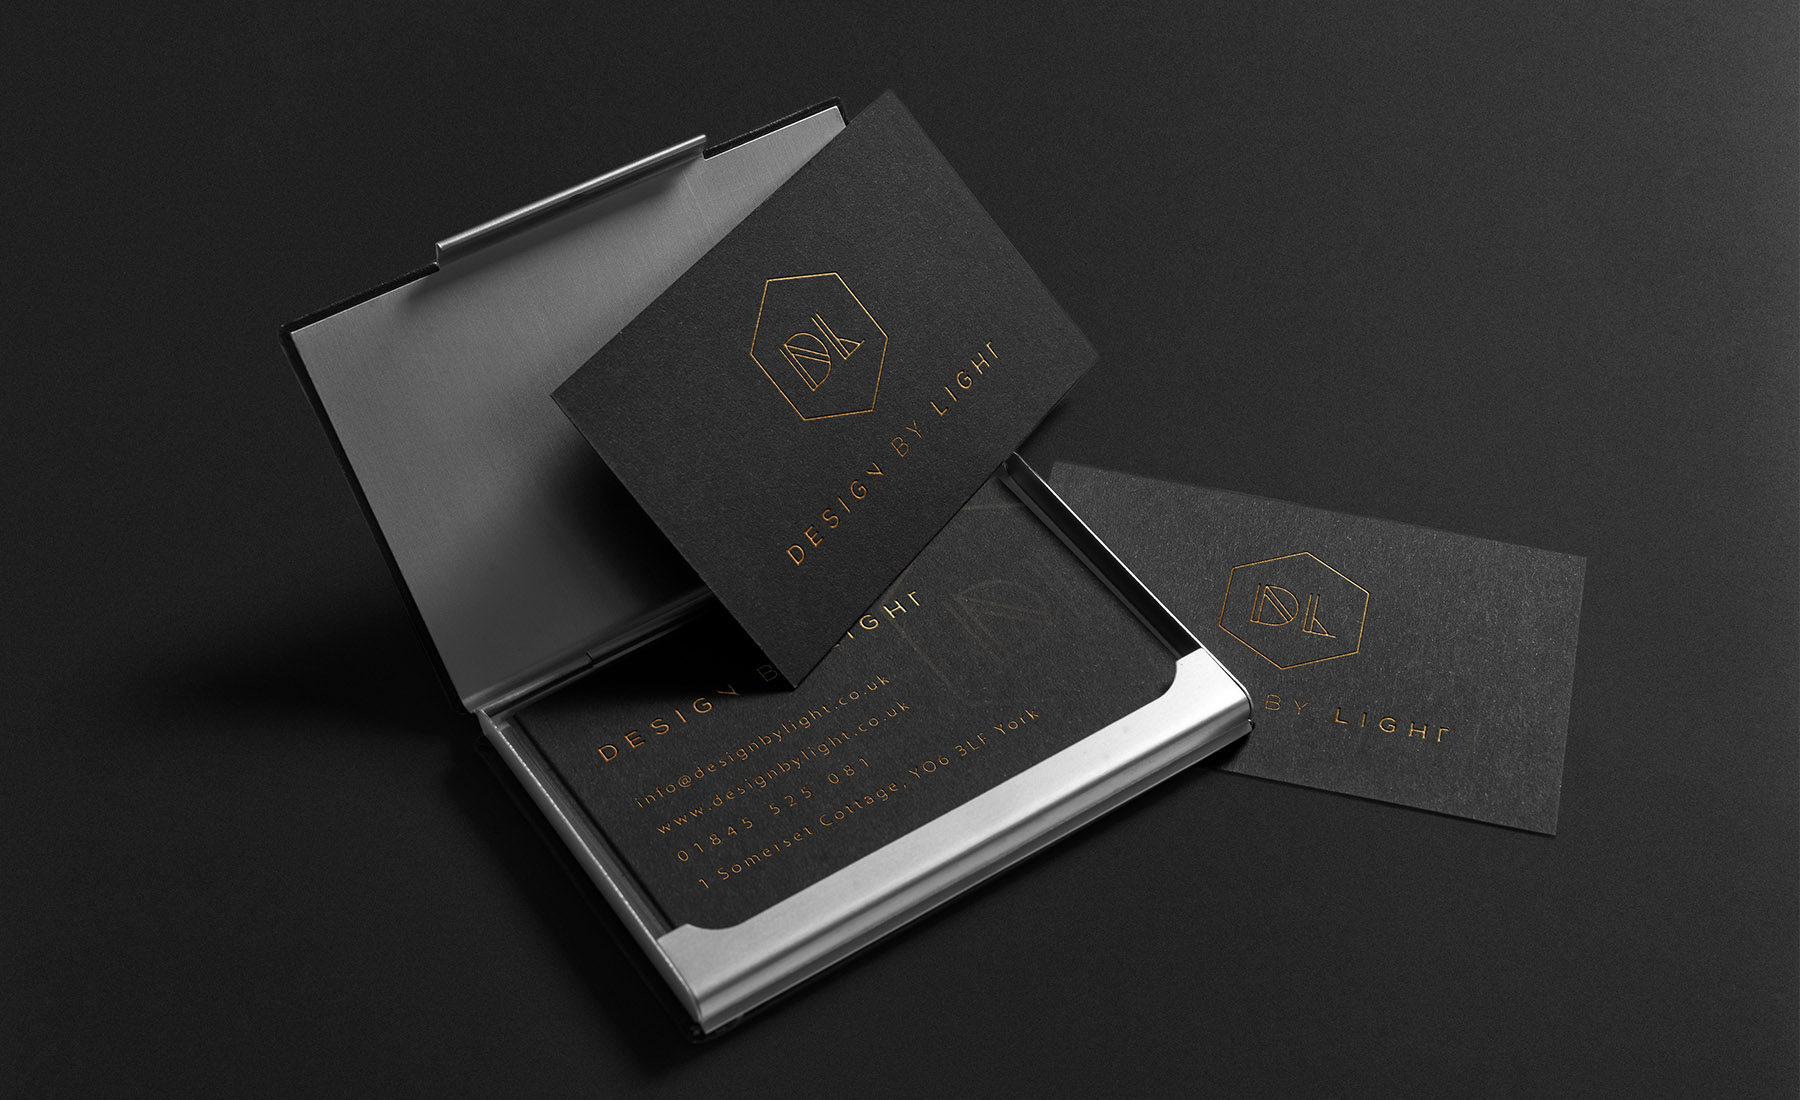 DL
DESIGN BY LIGHT
DESIGN B LIGHT
info@designbylight.co.uk
www.designbylight.co.uk
01845 525 081
1 Somerset Cottage, YO6 3LF York
DL
BY LIGHT